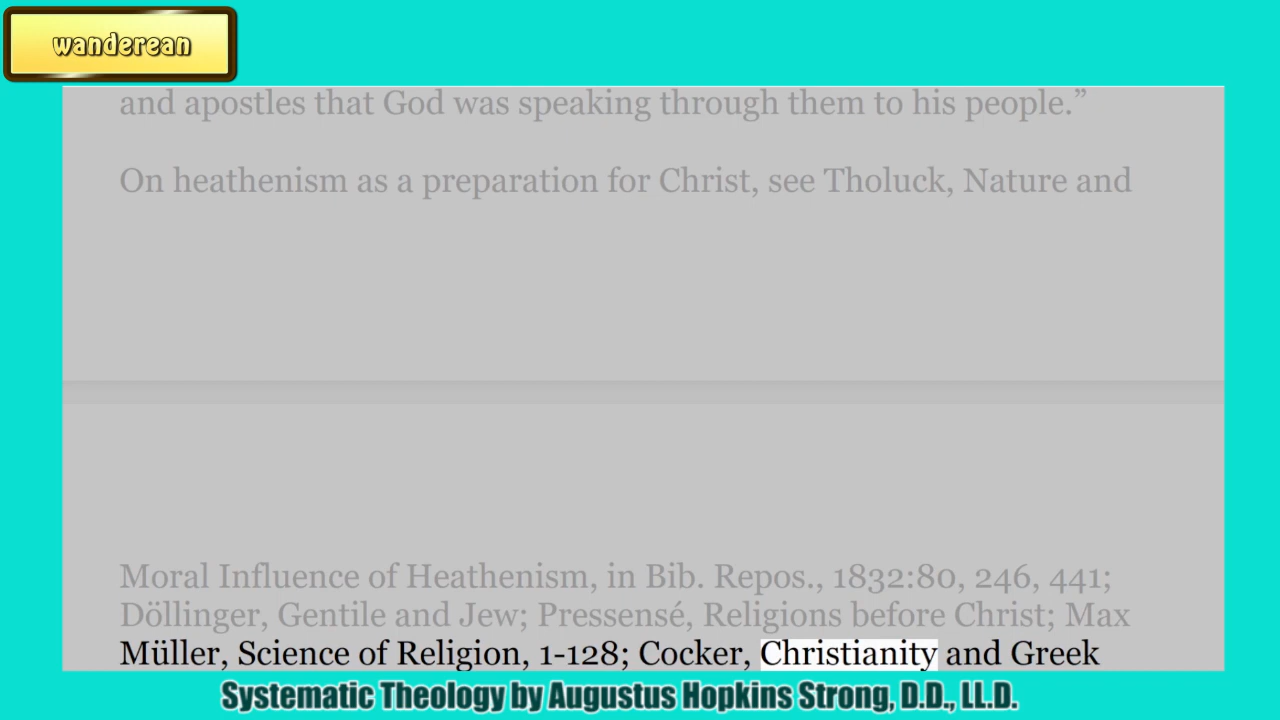 wanderean
and apostles that God was speaking through them to his people.”
On heathenism as a preparation for Christ, see Tholuck, Nature and
Moral Influence of Heathenism, in Bib. Repos., 1832:80, 246, 441;
Döllinger, Gentile and Jew; Pressensé, Religions before Christ; Max
Müller, Science of Religion, 1-128; Cocker, Christianity and Greek
Systematic Theology by Augustus Hopkins Strong, D.D., LL.D.